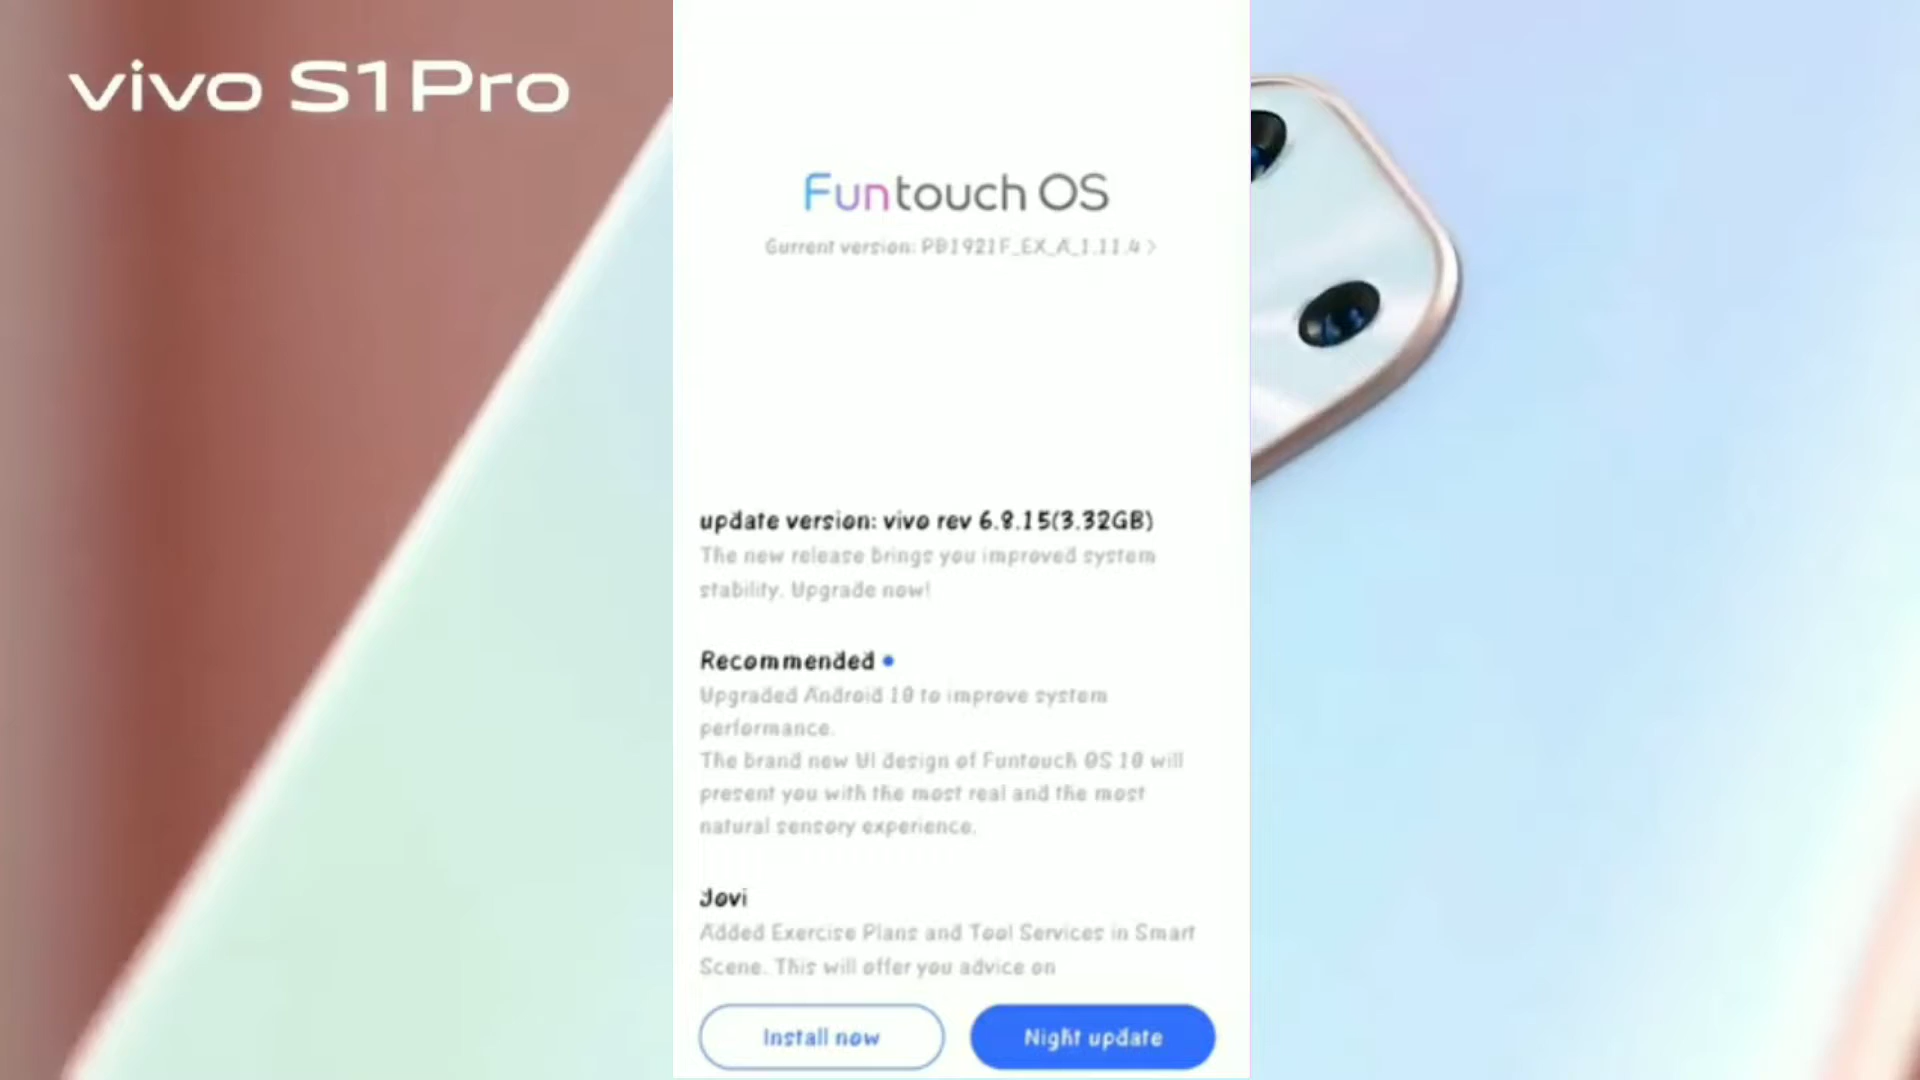 vivo S1 Pro
Funtouch OS
Current version: PD1921F_EX_A_1.11.4 >
update version: vivo rev 6.8.15(3.32GB)
The new release brings you improved system
stability. Upgrade now!
Recommended
Upgraded Android 10 to improve system
performance.
The brand new UI design of Funtouch OS 10 will
present you with the most real and the most
natural sensory experience.
Jovi
Added Exercise Plans and Tool Services in Smart
Scene. This will offer you advice on
Install now
Night update